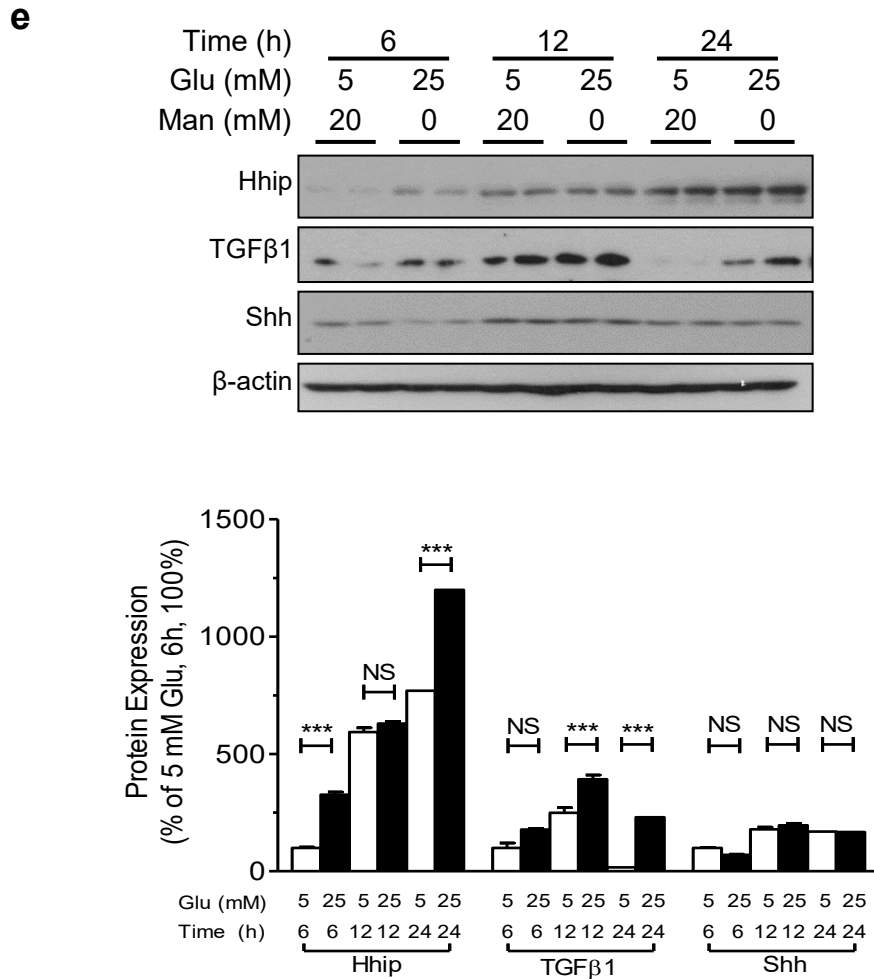 e
Time (h) 6 12 24
Glu (mM) 5 25 5 25 5 25
Man (mM) 20 0 20 0 20 0
Hhip
TGFβ1
Shh
β-actin
Protein Expression
(% of 5 mM Glu, 6h, 100%)
1500
1000
500
0
*** NS *** NS *** *** NS NS NS
Glu (mM) 5 25 5 25 5 25 5 25 5 25 5 25 5 25 5 25 5 25
Time (h) 6 6 12 12 24 24 6 6 12 12 24 24 6 6 12 12 24 24
Hhip TGFβ1 Shh